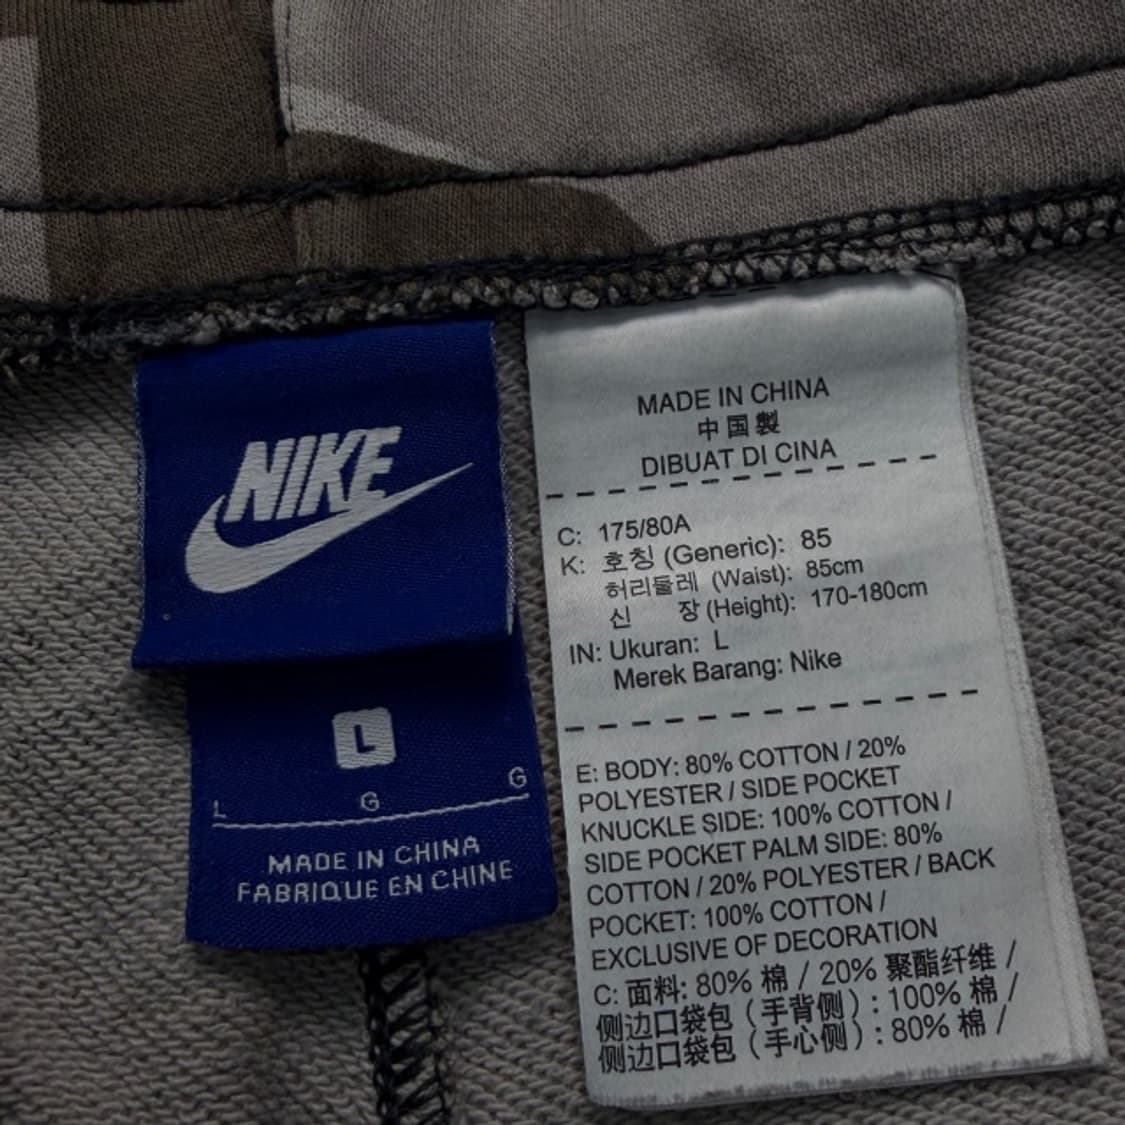 NIKE
L
L G G
MADE IN CHINA
FABRIQUE EN CHINE
MADE IN CHINA
中国製
DIBUAT DI CINA
C: 175/80A
K: 호칭 (Generic): 85
허리둘레 (Waist): 85cm
신 장 (Height): 170-180cm
IN: Ukuran: L
Merek Barang: Nike
E: BODY: 80% COTTON / 20%
POLYESTER / SIDE POCKET
KNUCKLE SIDE: 100% COTTON /
SIDE POCKET PALM SIDE: 80%
COTTON / 20% POLYESTER / BACK
POCKET: 100% COTTON /
EXCLUSIVE OF DECORATION
C: 面料: 80% 棉 / 20% 聚酯纤维 /
侧边口袋包（手背侧）: 100% 棉 /
侧边口袋包（手心侧）: 80% 棉 /